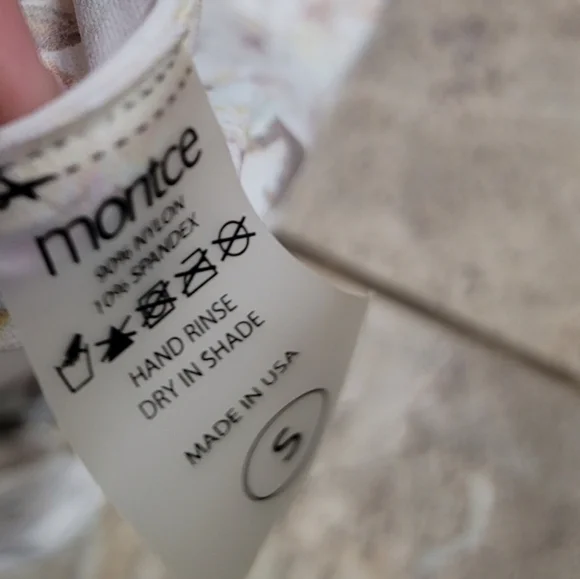 montce
90% NYLON
10% SPANDEX
HAND RINSE
DRY IN SHADE
MADE IN USA
S